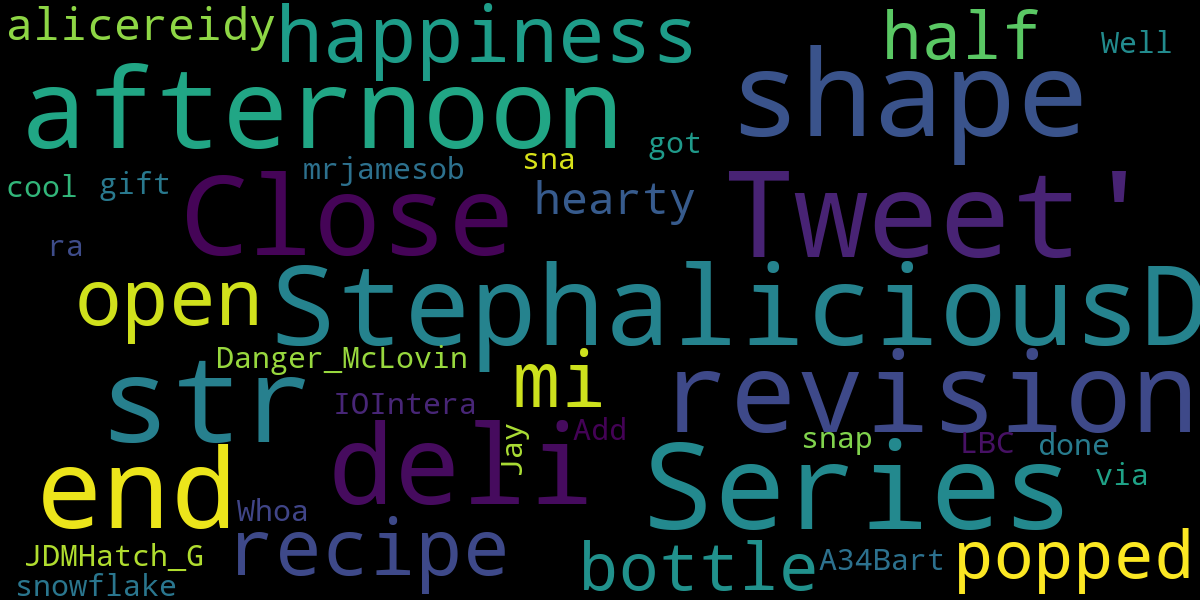 alicereidy happiness half Well
afternoon shape
got
cool gift mrjamesob sna
Close hearty Tweet'
ra
open StephaliciousD
Danger_McLovin
str mi revision
IOIntera
deli Jay Add snap LBC done
end Series via
Whoa
JDMHatch_G recipe bottle A34Bart popped
snowflake